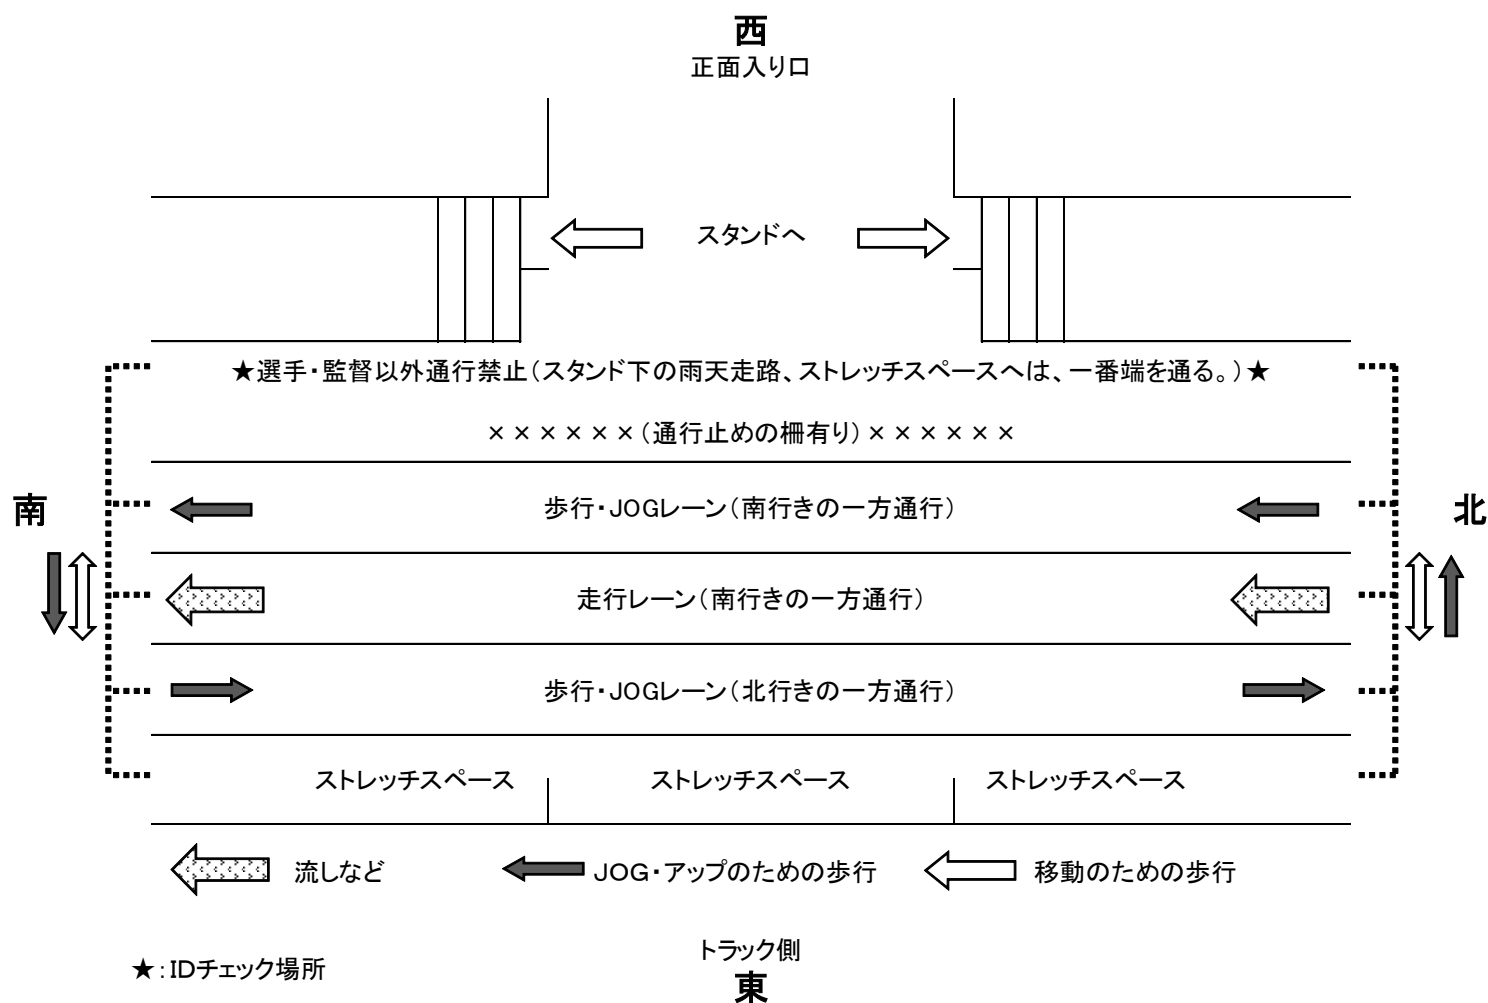 西
正面入り口
スタンドへ
★選手・監督以外通行禁止（スタンド下の雨天走路、ストレッチスペースへは、一番端を通る。）★
××××××（通行止めの柵有り）××××××
南
歩行・JOGレーン（南行きの一方通行）
北
走行レーン（南行きの一方通行）
歩行・JOGレーン（北行きの一方通行）
ストレッチスペース
ストレッチスペース
ストレッチスペース
流しなど
JOG・アップのための歩行
移動のための歩行
トラック側
★：IDチェック場所
東